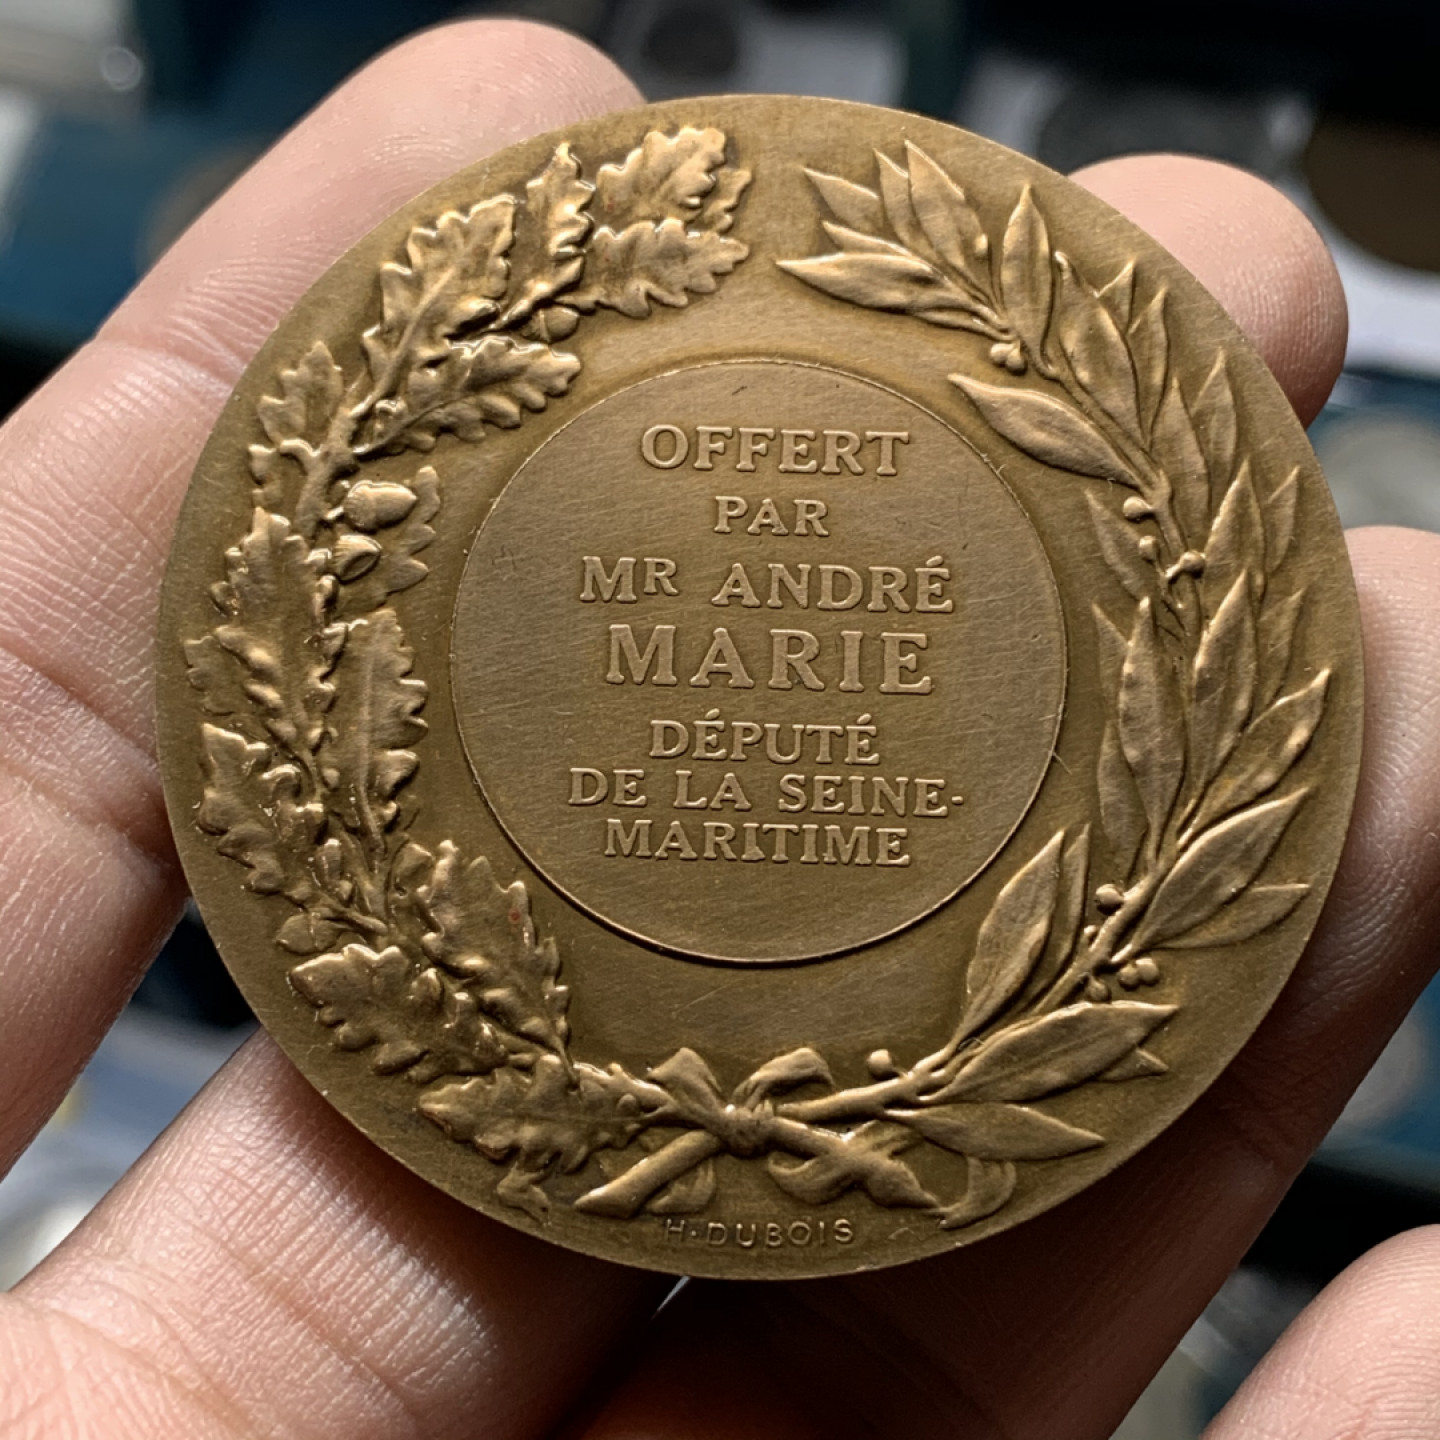 OFFERT
PAR
MR ANDRÉ
MARIE
DÉPUTÉ
DE LA SEINE-
MARITIME
H·DUBOIS